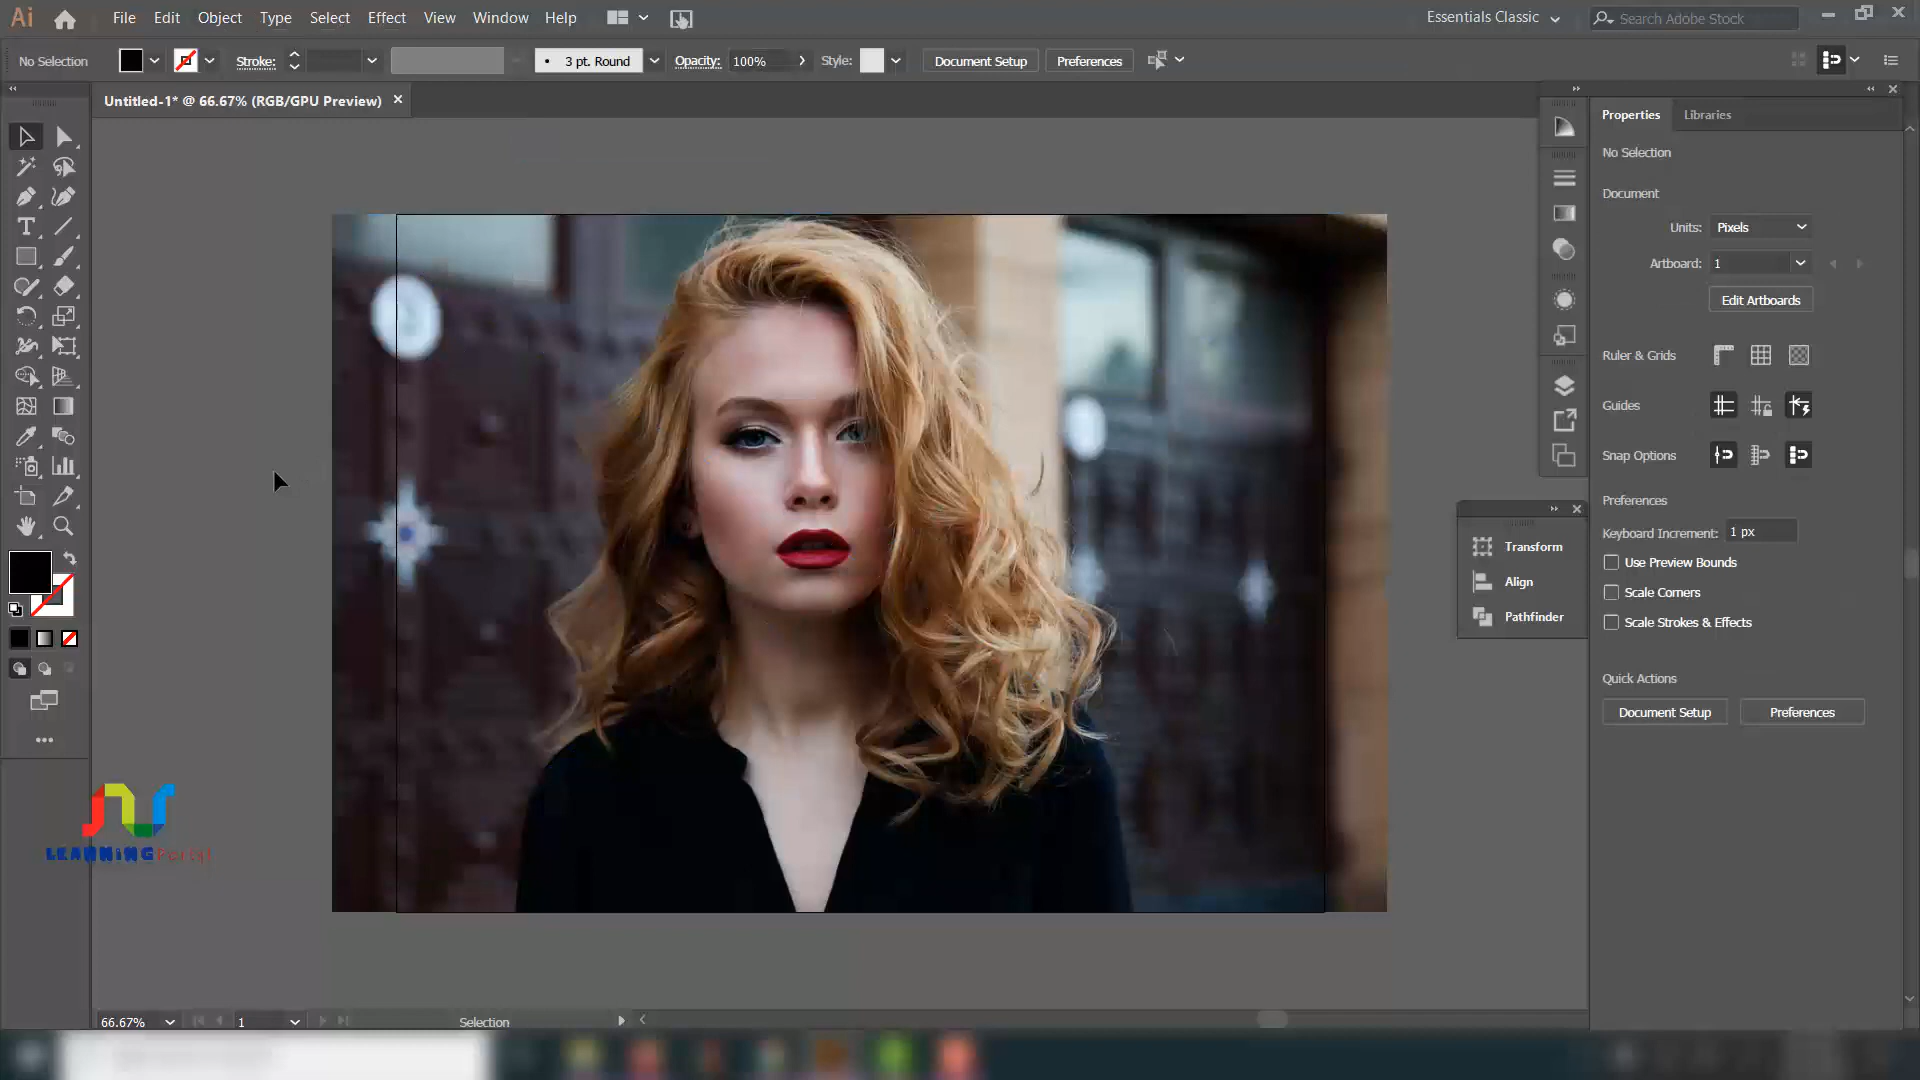 Ai File Edit Object Type Select Effect View Window Help Essentials Classic Search Adobe Stock
No Selection Stroke: 3 pt. Round Opacity: 100% Style: Document Setup Preferences
Untitled-1* @ 66.67% (RGB/GPU Preview)
Properties Libraries
No Selection
Document
Units: Pixels
Artboard: 1
Edit Artboards
Ruler & Grids
Guides
Snap Options
Preferences
Keyboard Increment: 1 px
Use Preview Bounds
Scale Corners
Scale Strokes & Effects
Quick Actions
Document Setup Preferences
Transform
Align
Pathfinder
LEARNING Portal
66.67% 1 Selection